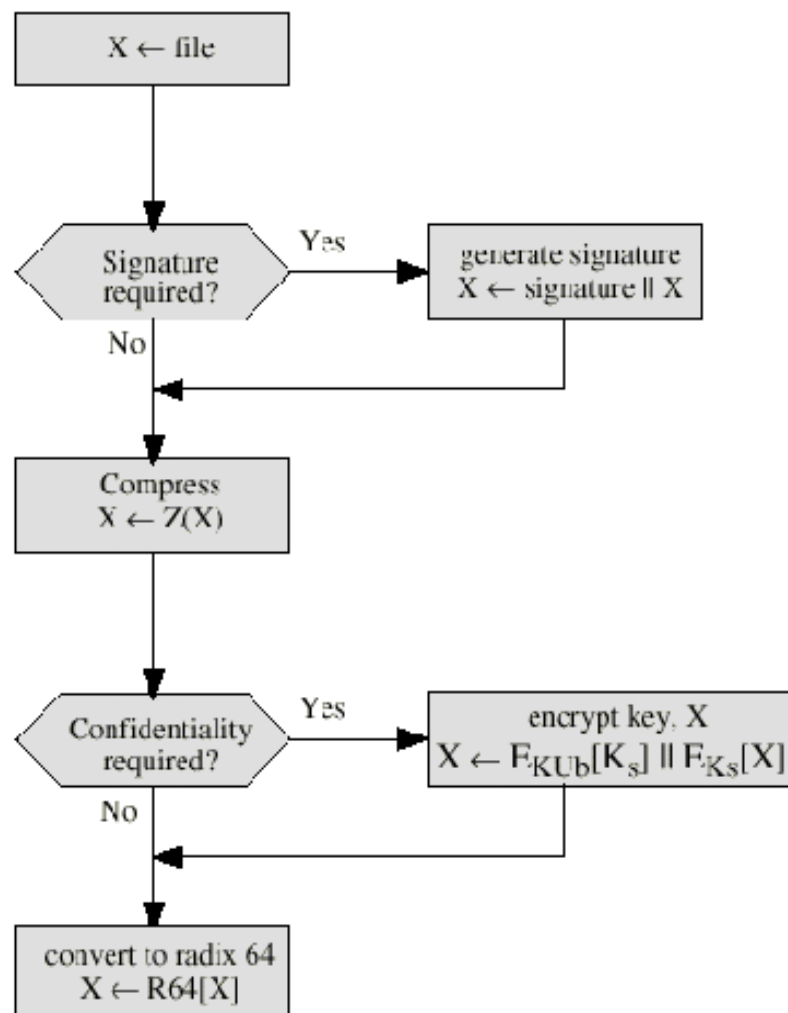 X ← file
Signature
required?
Yes
generate signature
X ← signature || X
No
Compress
X ← Z(X)
Confidentiality
required?
Yes
encrypt key, X
X ← E_KUb[K_s] || E_Ks[X]
No
convert to radix 64
X ← R64[X]